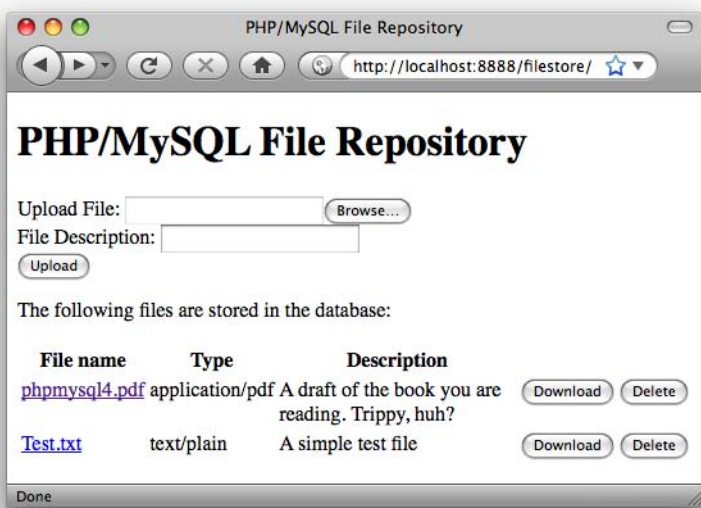 PHP/MySQL File Repository
http://localhost:8888/filestore/
PHP/MySQL File Repository
Upload File: Browse...
File Description:
Upload
The following files are stored in the database:
File name Type Description
phpmysql4.pdf application/pdf A draft of the book you are Download Delete
reading. Trippy, huh?
Test.txt text/plain A simple test file Download Delete
Done